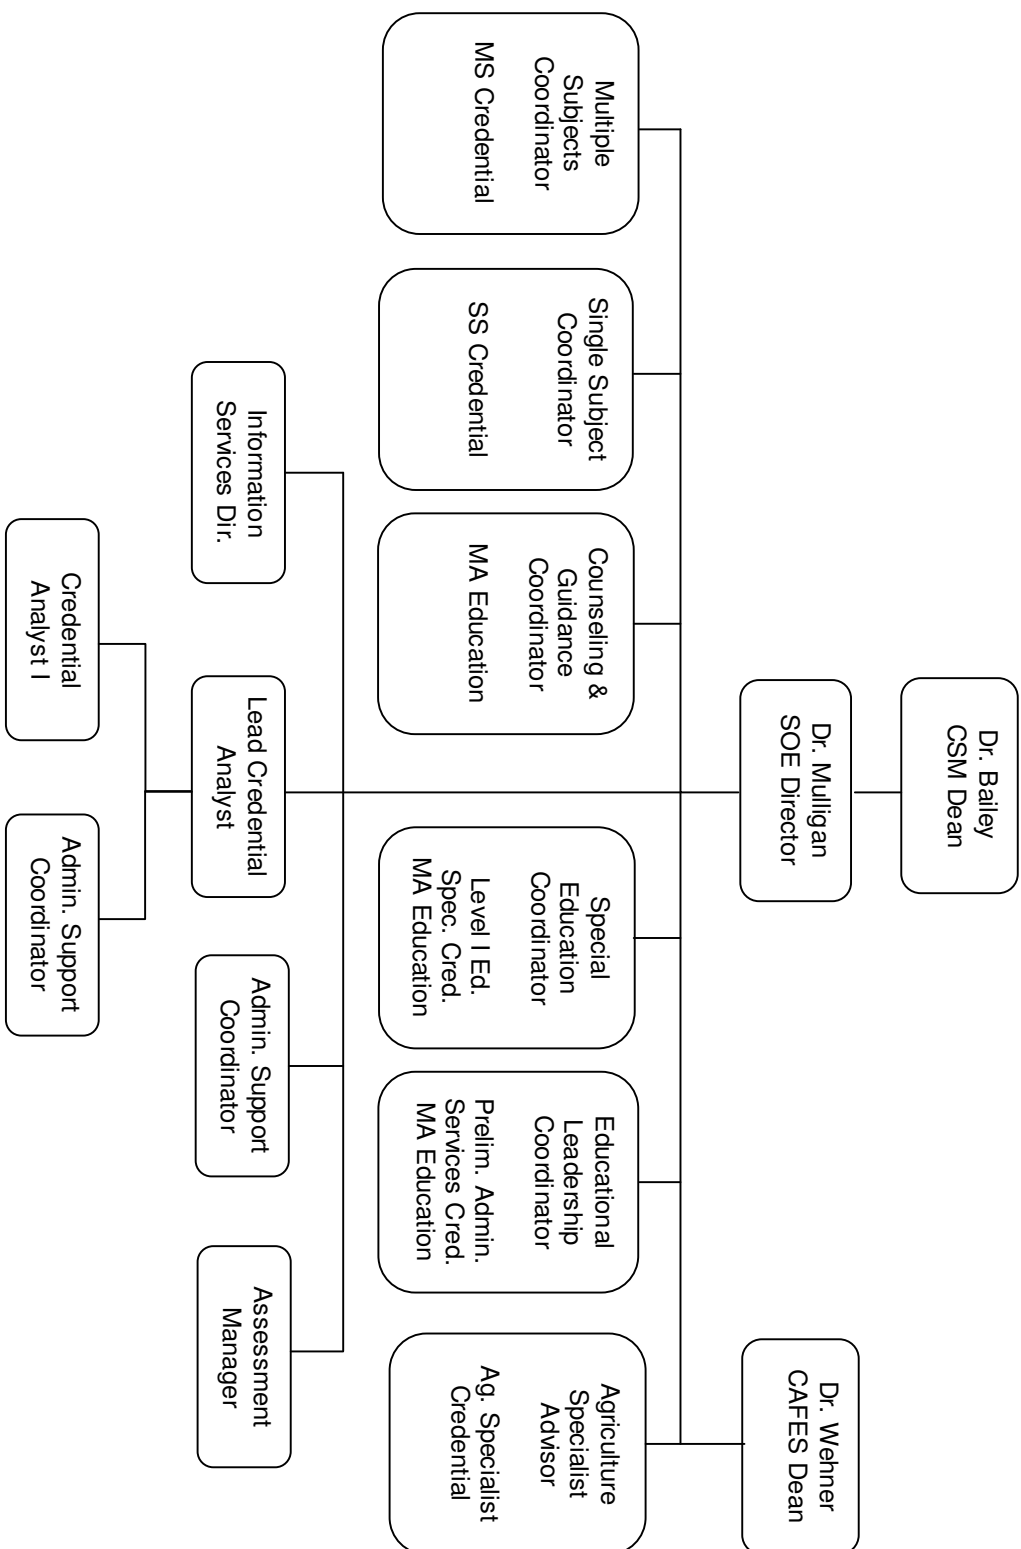 Dr. Bailey
CSM Dean
Dr. Mulligan
SOE Director
Dr. Wehner
CAFES Dean
Multiple
Subjects
Coordinator
MS Credential
Single Subject
Coordinator
SS Credential
Counseling &
Guidance
Coordinator
MA Education
Special
Education
Coordinator
Level I Ed.
Spec. Cred.
MA Education
Educational
Leadership
Coordinator
Prelim. Admin.
Services Cred.
MA Education
Agriculture
Specialist
Advisor
Ag. Specialist
Credential
Information
Services Dir.
Lead Credential
Analyst
Admin. Support
Coordinator
Assessment
Manager
Credential
Analyst I
Admin. Support
Coordinator